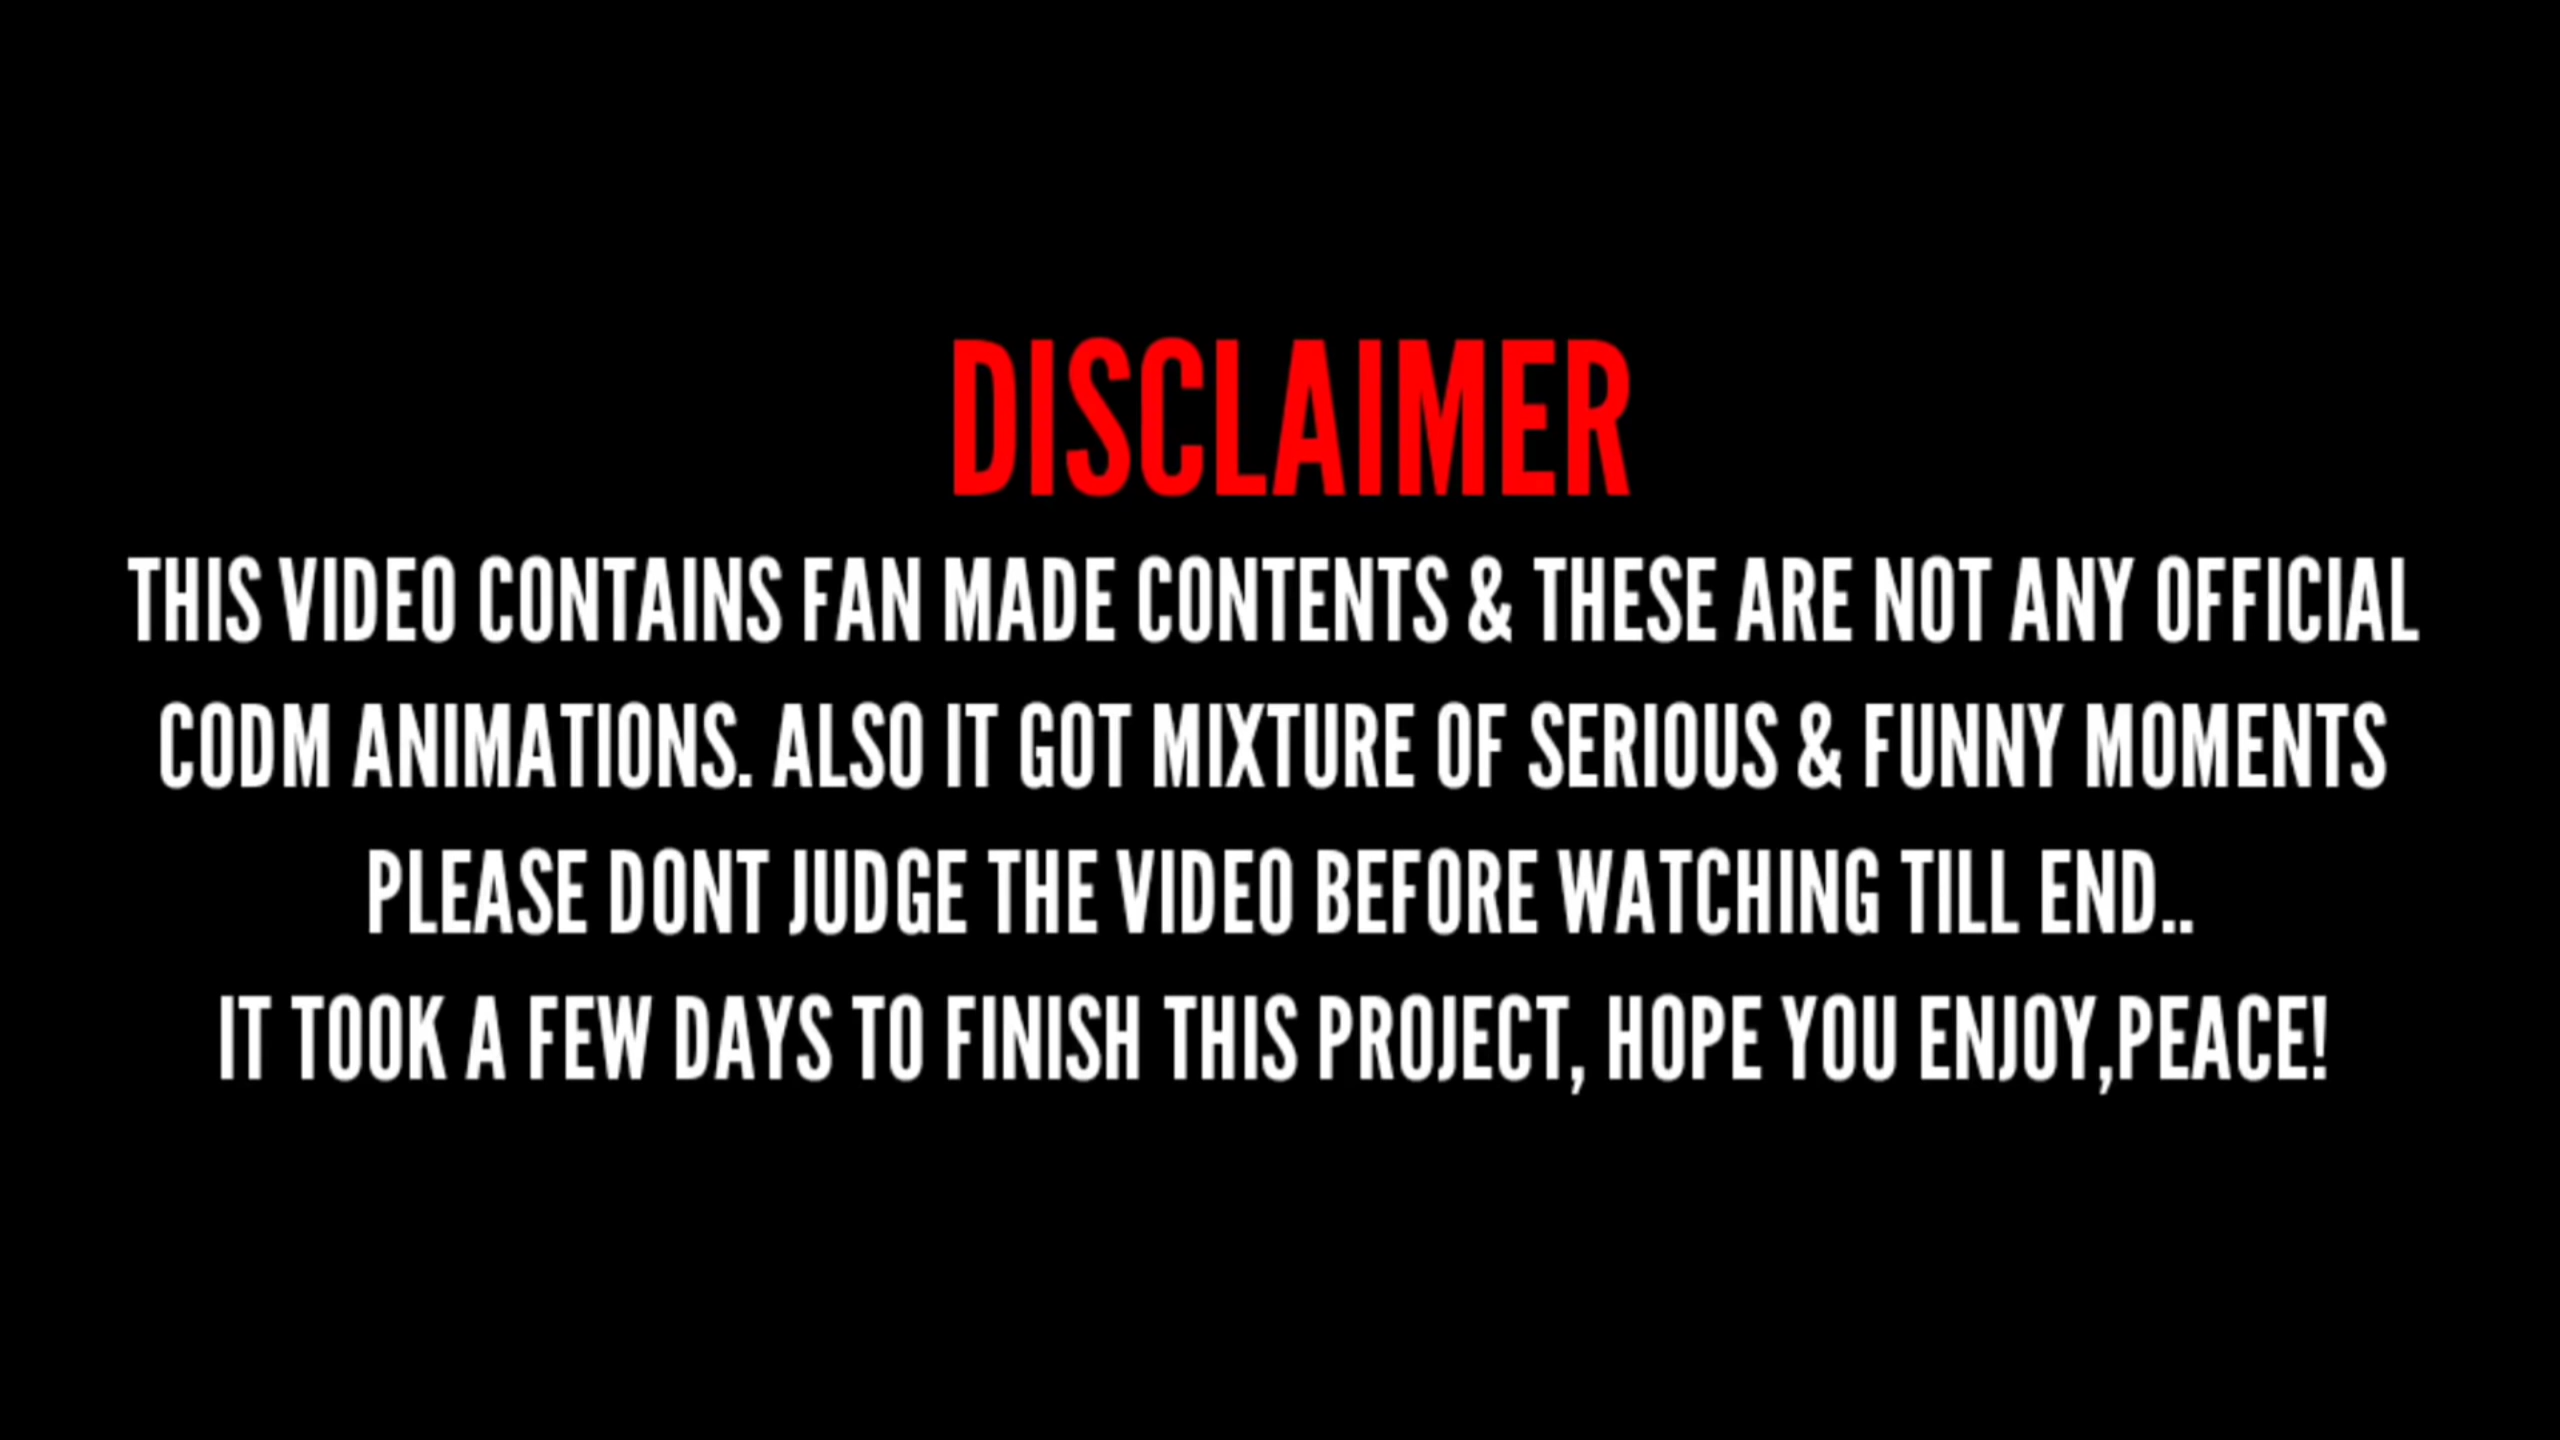 DISCLAIMER
THIS VIDEO CONTAINS FAN MADE CONTENTS & THESE ARE NOT ANY OFFICIAL
CODM ANIMATIONS. ALSO IT GOT MIXTURE OF SERIOUS & FUNNY MOMENTS
PLEASE DONT JUDGE THE VIDEO BEFORE WATCHING TILL END..
IT TOOK A FEW DAYS TO FINISH THIS PROJECT, HOPE YOU ENJOY,PEACE!